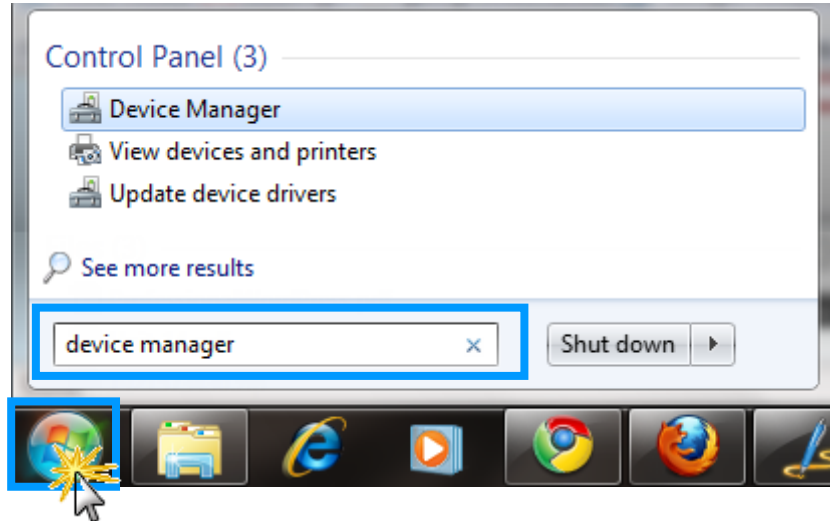 Control Panel (3)
Device Manager
View devices and printers
Update device drivers
See more results
device manager
Shut down